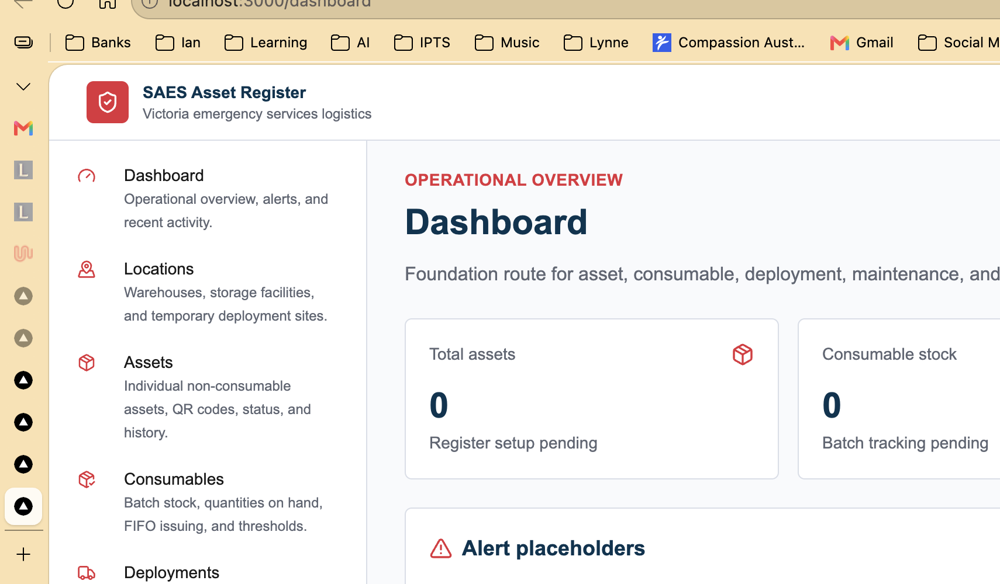 localhost:3000/dashboard
Banks
Ian
Learning
AI
IPTS
Music
Lynne
Compassion Aust...
Gmail
Social M
SAES Asset Register
Victoria emergency services logistics
Dashboard
Operational overview, alerts, and
recent activity.
Locations
Warehouses, storage facilities,
and temporary deployment sites.
Assets
Individual non-consumable
assets, QR codes, status, and
history.
Consumables
Batch stock, quantities on hand,
FIFO issuing, and thresholds.
Deployments
OPERATIONAL OVERVIEW
Dashboard
Foundation route for asset, consumable, deployment, maintenance, and
Total assets
0
Register setup pending
Consumable stock
0
Batch tracking pending
Alert placeholders